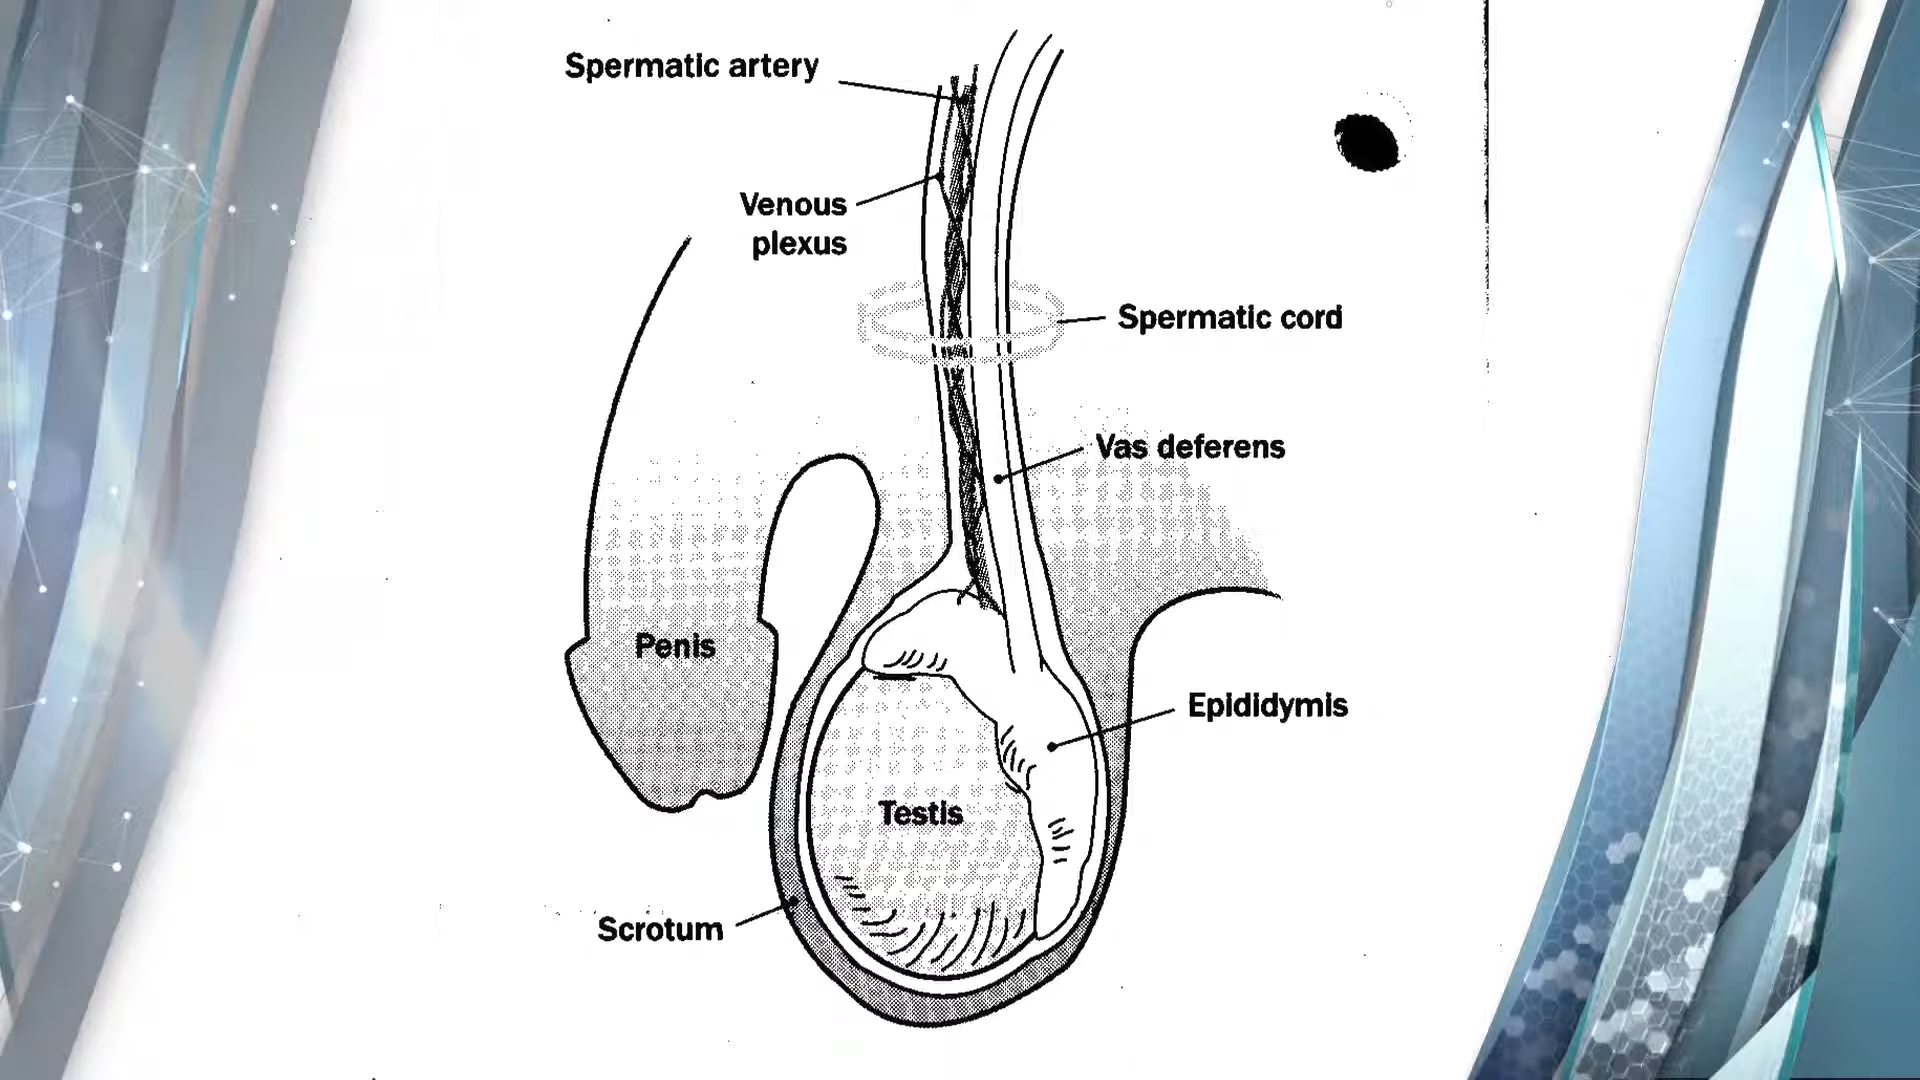 Spermatic artery
Venous
plexus
Spermatic cord
Vas deferens
Penis
Epididymis
Testis
Scrotum